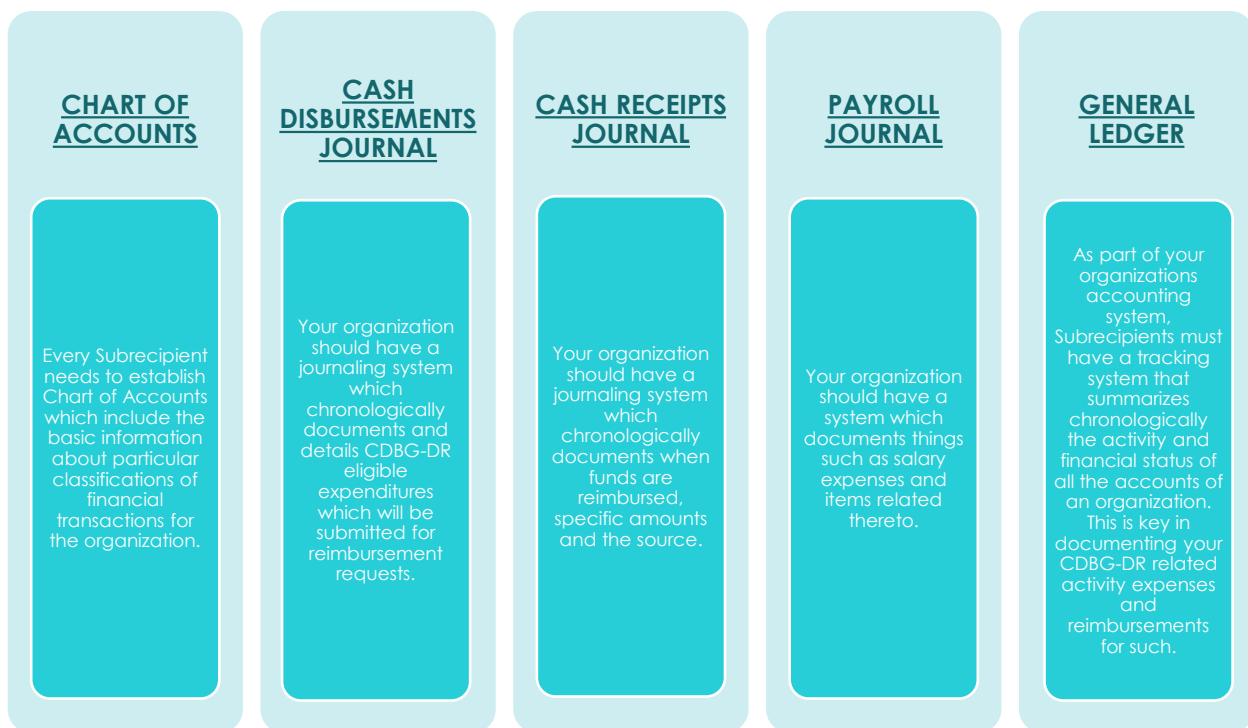 CHART OF
ACCOUNTS
Every Subrecipient
needs to establish
Chart of Accounts
which include the
basic information
about particular
classifications of
financial
transactions for
the organization.
CASH
DISBURSEMENTS
JOURNAL
Your organization
should have a
journaling system
which
chronologically
documents and
details CDBG-DR
eligible
expenditures
which will be
submitted for
reimbursement
requests.
CASH RECEIPTS
JOURNAL
Your organization
should have a
journaling system
which
chronologically
documents when
funds are
reimbursed,
specific amounts
and the source.
PAYROLL
JOURNAL
Your organization
should have a
system which
documents things
such as salary
expenses and
items related
thereto.
GENERAL
LEDGER
As part of your
organizations
accounting
system,
Subrecipients must
have a tracking
system that
summarizes
chronologically
the activity and
financial status of
all the accounts of
an organization.
This is key in
documenting your
CDBG-DR related
activity expenses
and
reimbursements
for such.